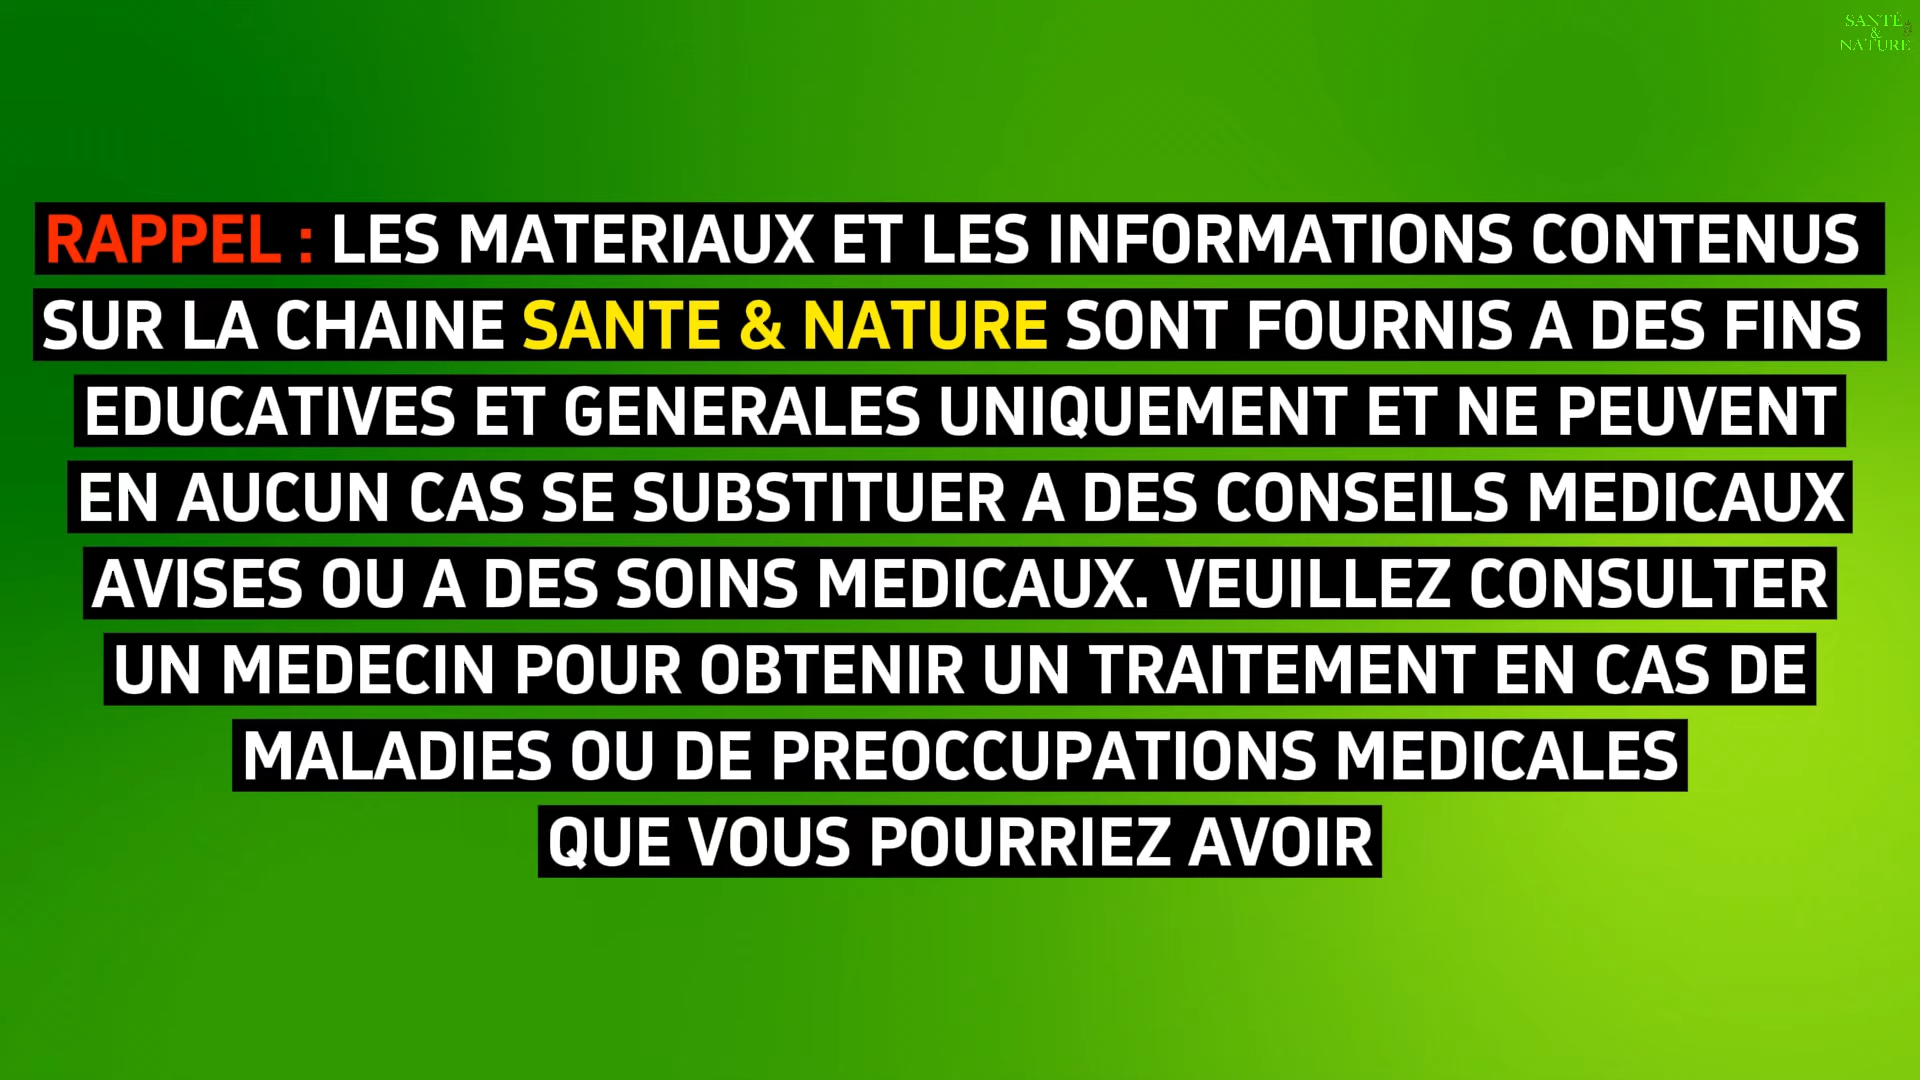 SANTÉ
&
NATURE
RAPPEL : LES MATERIAUX ET LES INFORMATIONS CONTENUS
SUR LA CHAINE SANTE & NATURE SONT FOURNIS A DES FINS
EDUCATIVES ET GENERALES UNIQUEMENT ET NE PEUVENT
EN AUCUN CAS SE SUBSTITUER A DES CONSEILS MEDICAUX
AVISES OU A DES SOINS MEDICAUX. VEUILLEZ CONSULTER
UN MEDECIN POUR OBTENIR UN TRAITEMENT EN CAS DE
MALADIES OU DE PREOCCUPATIONS MEDICALES
QUE VOUS POURRIEZ AVOIR